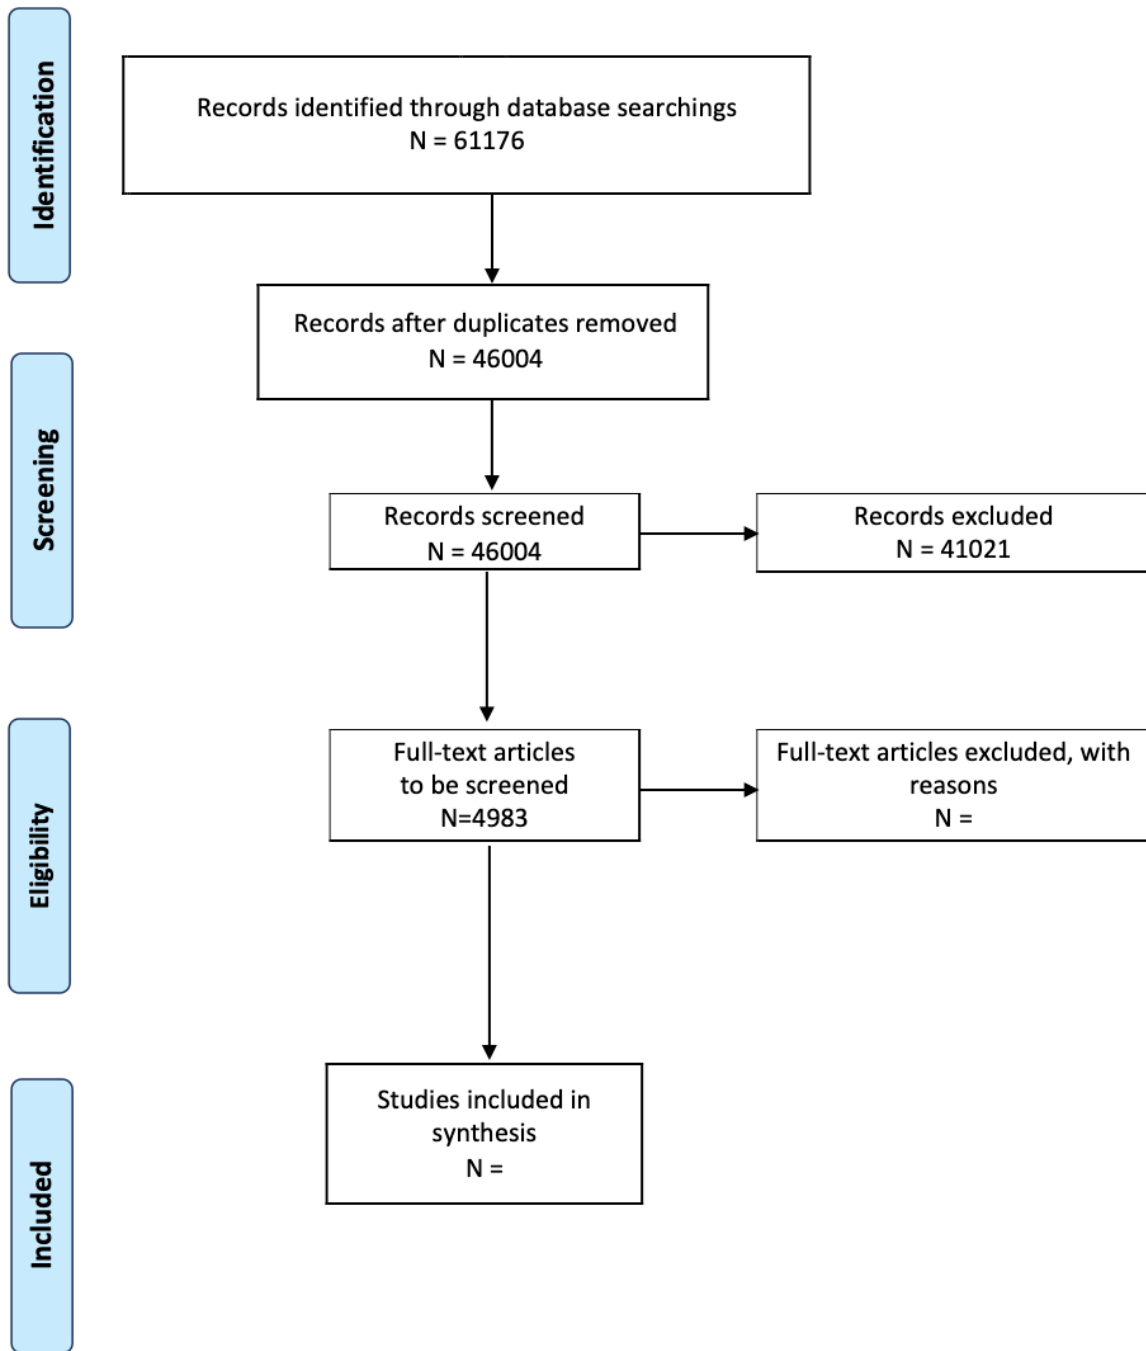 Identification
Records identified through database searchings
N = 61176
Records after duplicates removed
N = 46004
Screening
Records screened
N = 46004
Records excluded
N = 41021
Eligibility
Full-text articles
to be screened
N=4983
Full-text articles excluded, with
reasons
N =
Included
Studies included in
synthesis
N =